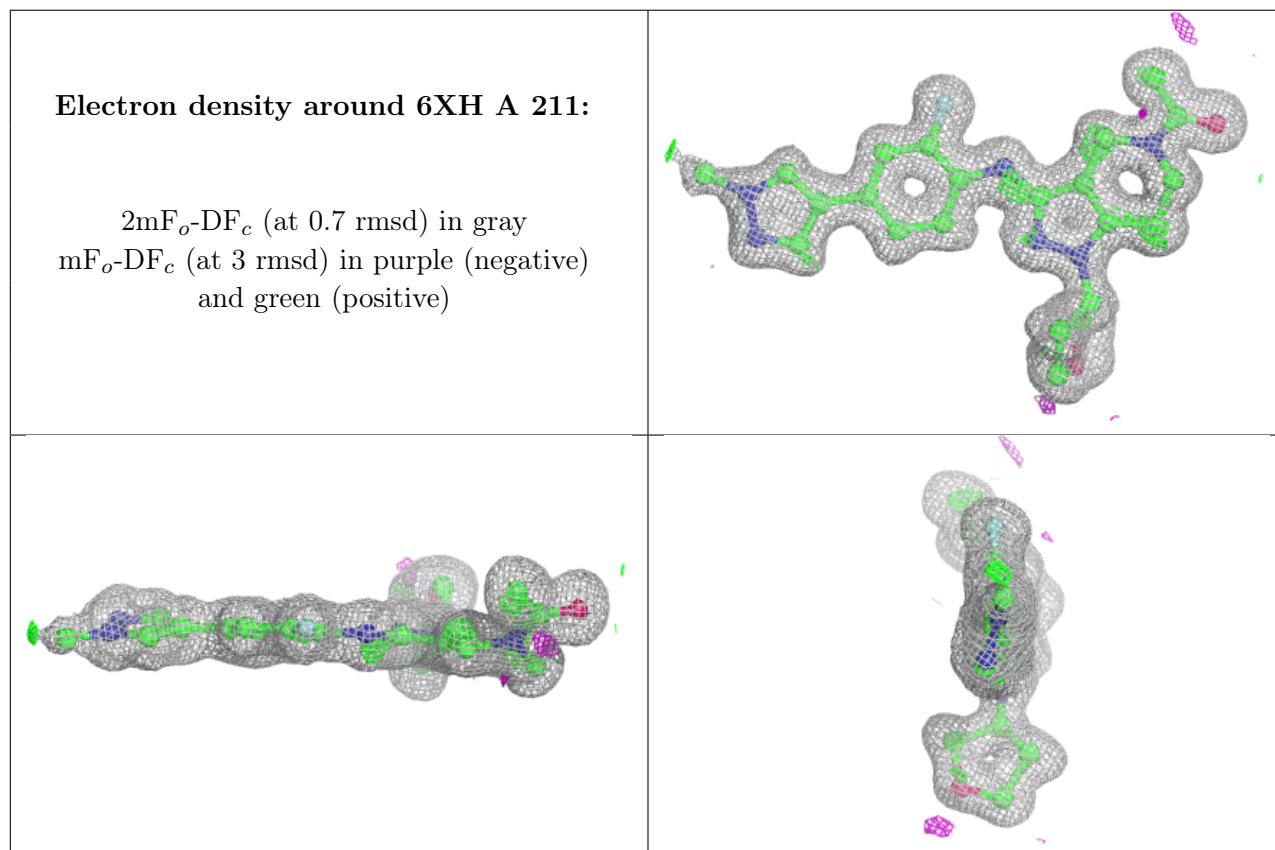 Electron density around 6XH A 211:
2mFo-DFc (at 0.7 rmsd) in gray
mFo-DFc (at 3 rmsd) in purple (negative)
and green (positive)